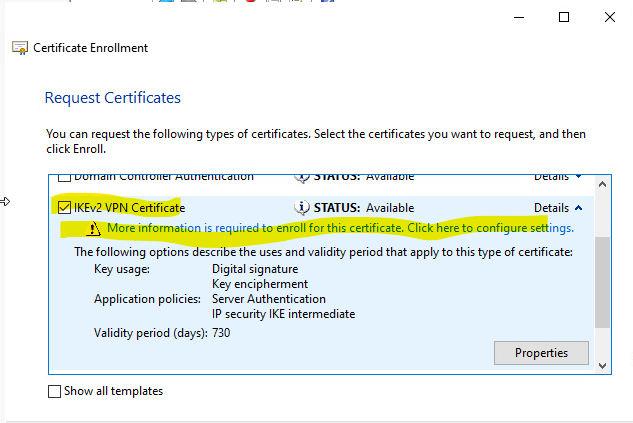 Certificate Enrollment
Request Certificates
You can request the following types of certificates. Select the certificates you want to request, and then
click Enroll.
Domain Controller Authentication STATUS: Available Details
IKEv2 VPN Certificate STATUS: Available Details
More information is required to enroll for this certificate. Click here to configure settings.
The following options describe the uses and validity period that apply to this type of certificate:
Key usage: Digital signature
Key encipherment
Application policies: Server Authentication
IP security IKE intermediate
Validity period (days): 730
Properties
Show all templates